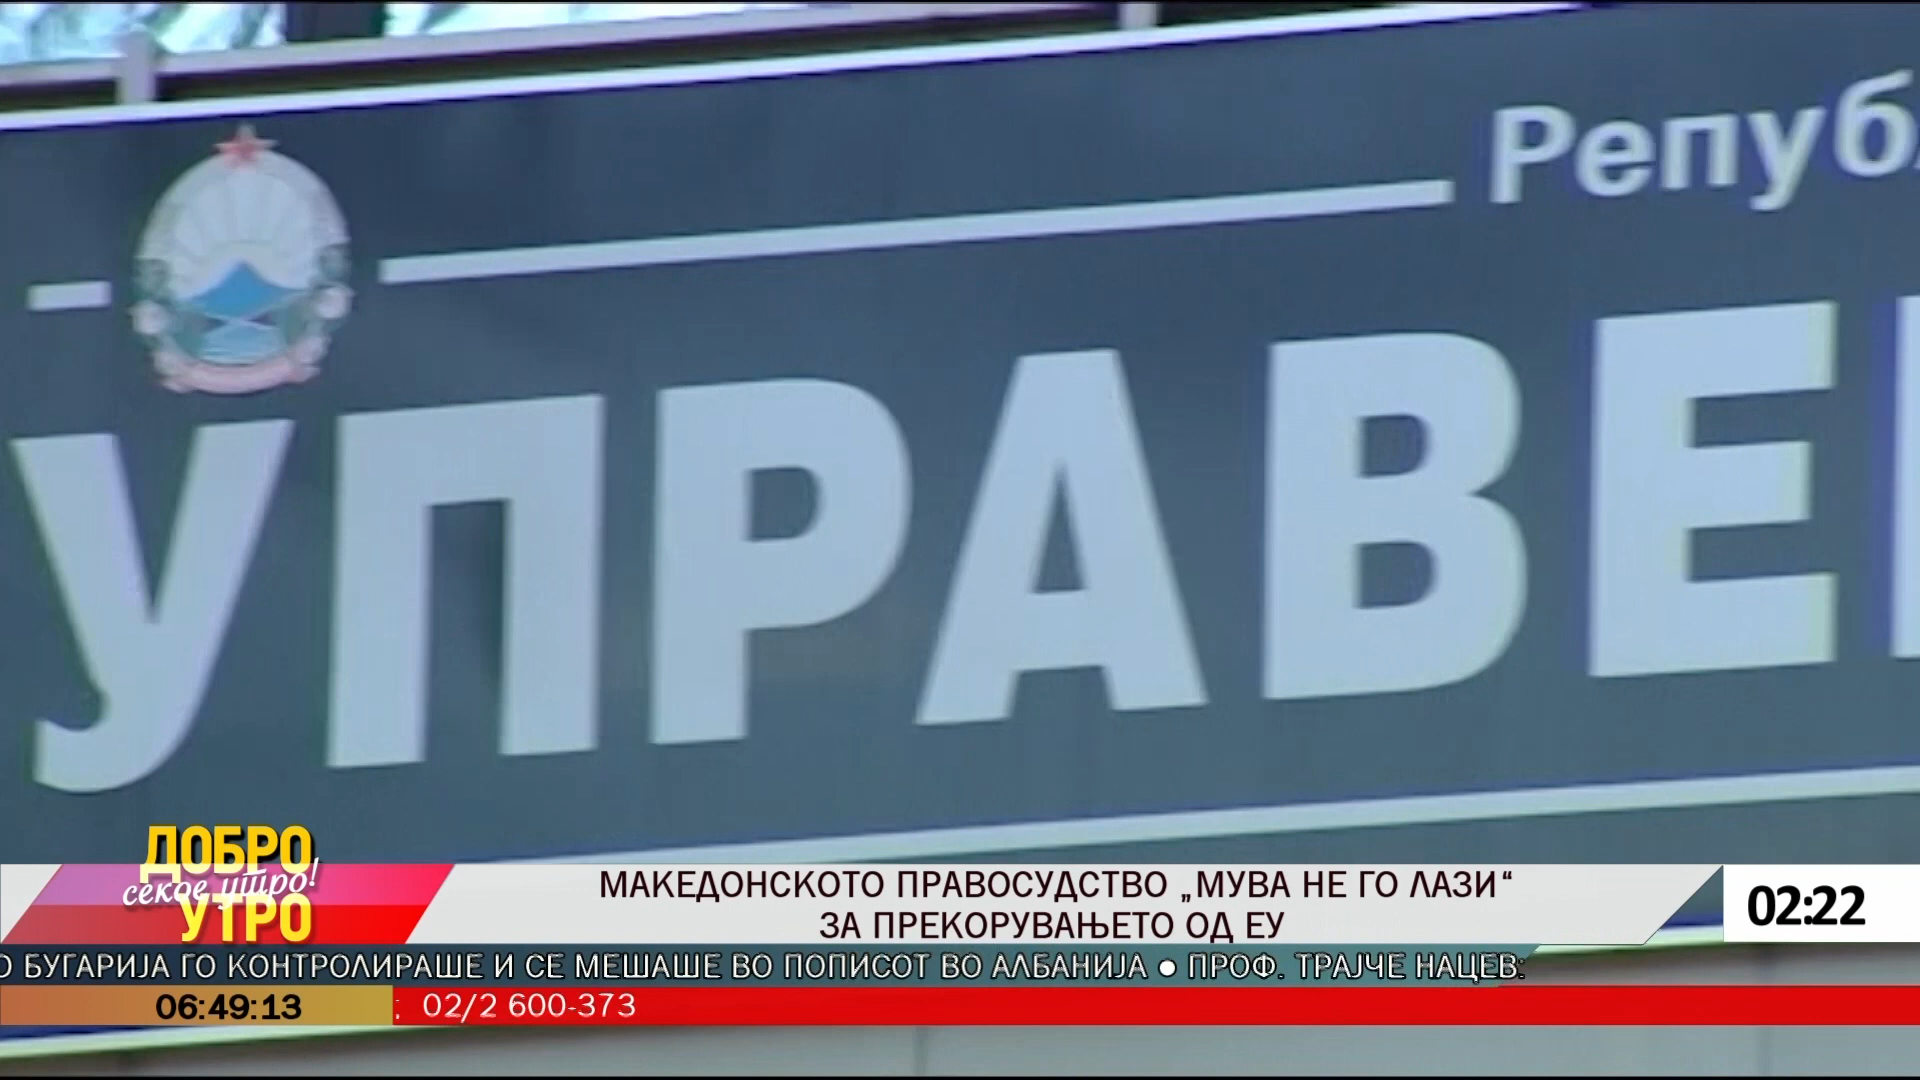 Репуб
УПРАВЕ
ДОБРО
секое утро!
УТРО
МАКЕДОНСКОТО ПРАВОСУДСТВО „МУВА НЕ ГО ЛАЗИ“
ЗА ПРЕКОРУВАЊЕТО ОД ЕУ
02:22
О БУГАРИЈА ГО КОНТРОЛИРАШЕ И СЕ МЕШАШЕ ВО ПОПИСОТ ВО АЛБАНИЈА ● ПРОФ. ТРАЈЧЕ НАЦЕВ:
06:49:13 : 02/2 600-373